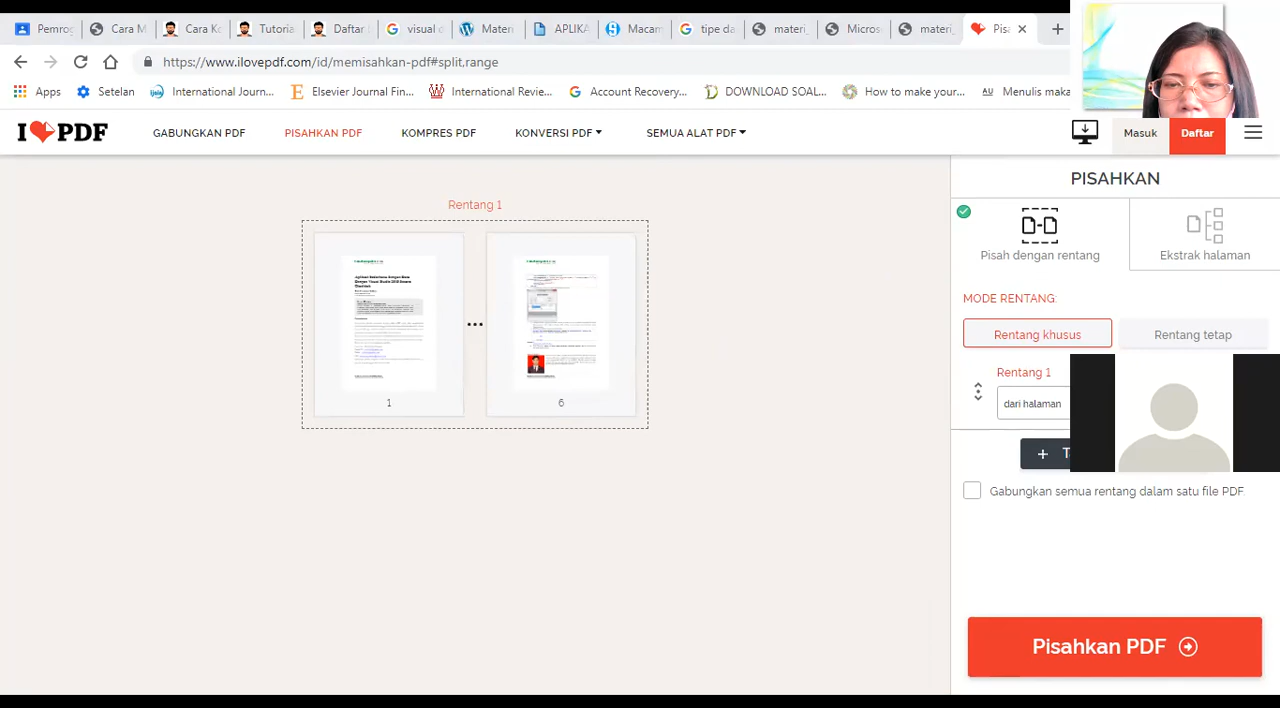 Pemrog
Cara M
Cara Ko
Tutoria
Daftar
visual d
Materi
APLIKA
Macam
tipe da
materi_
Micros
materi_
Pisa
https://www.ilovepdf.com/id/memisahkan-pdf#split,range
Apps
Setelan
International Journ...
Elsevier Journal Fin...
International Revie...
Account Recovery...
DOWNLOAD SOAL...
How to make your...
Menulis maka
I PDF
GABUNGKAN PDF
PISAHKAN PDF
KOMPRES PDF
KONVERSI PDF
SEMUA ALAT PDF
Masuk
Daftar
PISAHKAN
Rentang 1
Pisah dengan rentang
Ekstrak halaman
MODE RENTANG:
Rentang khusus
Rentang tetap
Rentang 1
dari halaman
1
6
Gabungkan semua rentang dalam satu file PDF
Pisahkan PDF